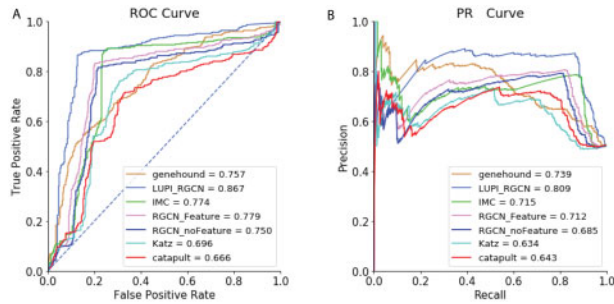 A
ROC Curve
True Positive Rate
1.0
0.8
0.6
0.4
0.2
0.0
genehound = 0.757
LUPI_RGCN = 0.867
IMC = 0.774
RGCN_Feature = 0.779
RGCN_noFeature = 0.750
Katz = 0.696
catapult = 0.666
0.0 0.2 0.4 0.6 0.8 1.0
False Positive Rate
B
PR Curve
Precision
1.0
0.8
0.6
0.4
0.2
0.0
genehound = 0.739
LUPI_RGCN = 0.809
IMC = 0.715
RGCN_Feature = 0.712
RGCN_noFeature = 0.685
Katz = 0.634
catapult = 0.643
0.0 0.2 0.4 0.6 0.8 1.0
Recall